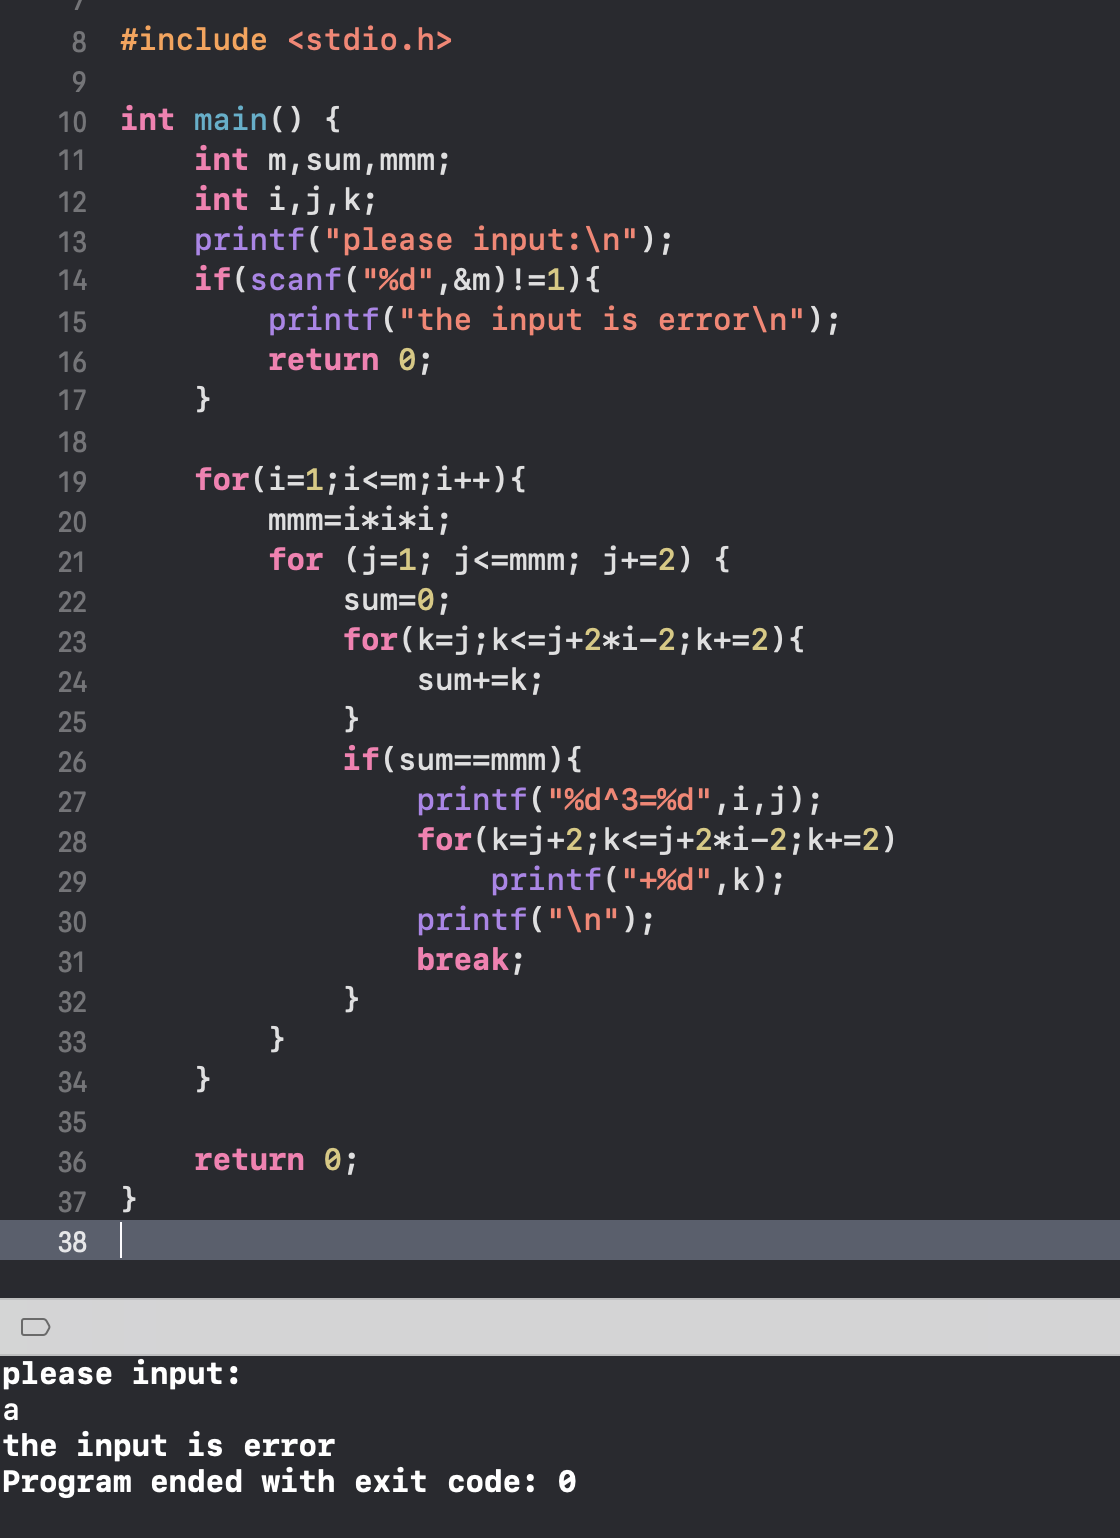 7
8 #include <stdio.h>
9
10 int main() {
11     int m,sum,mmm;
12     int i,j,k;
13     printf("please input:\n");
14     if(scanf("%d",&m)!=1){
15         printf("the input is error\n");
16         return 0;
17     }
18
19     for(i=1;i<=m;i++){
20         mmm=i*i*i;
21         for (j=1; j<=mmm; j+=2) {
22             sum=0;
23             for(k=j;k<=j+2*i-2;k+=2){
24                 sum+=k;
25             }
26             if(sum==mmm){
27                 printf("%d^3=%d",i,j);
28                 for(k=j+2;k<=j+2*i-2;k+=2)
29                     printf("+%d",k);
30                 printf("\n");
31                 break;
32             }
33         }
34     }
35
36     return 0;
37 }
38
please input:
a
the input is error
Program ended with exit code: 0